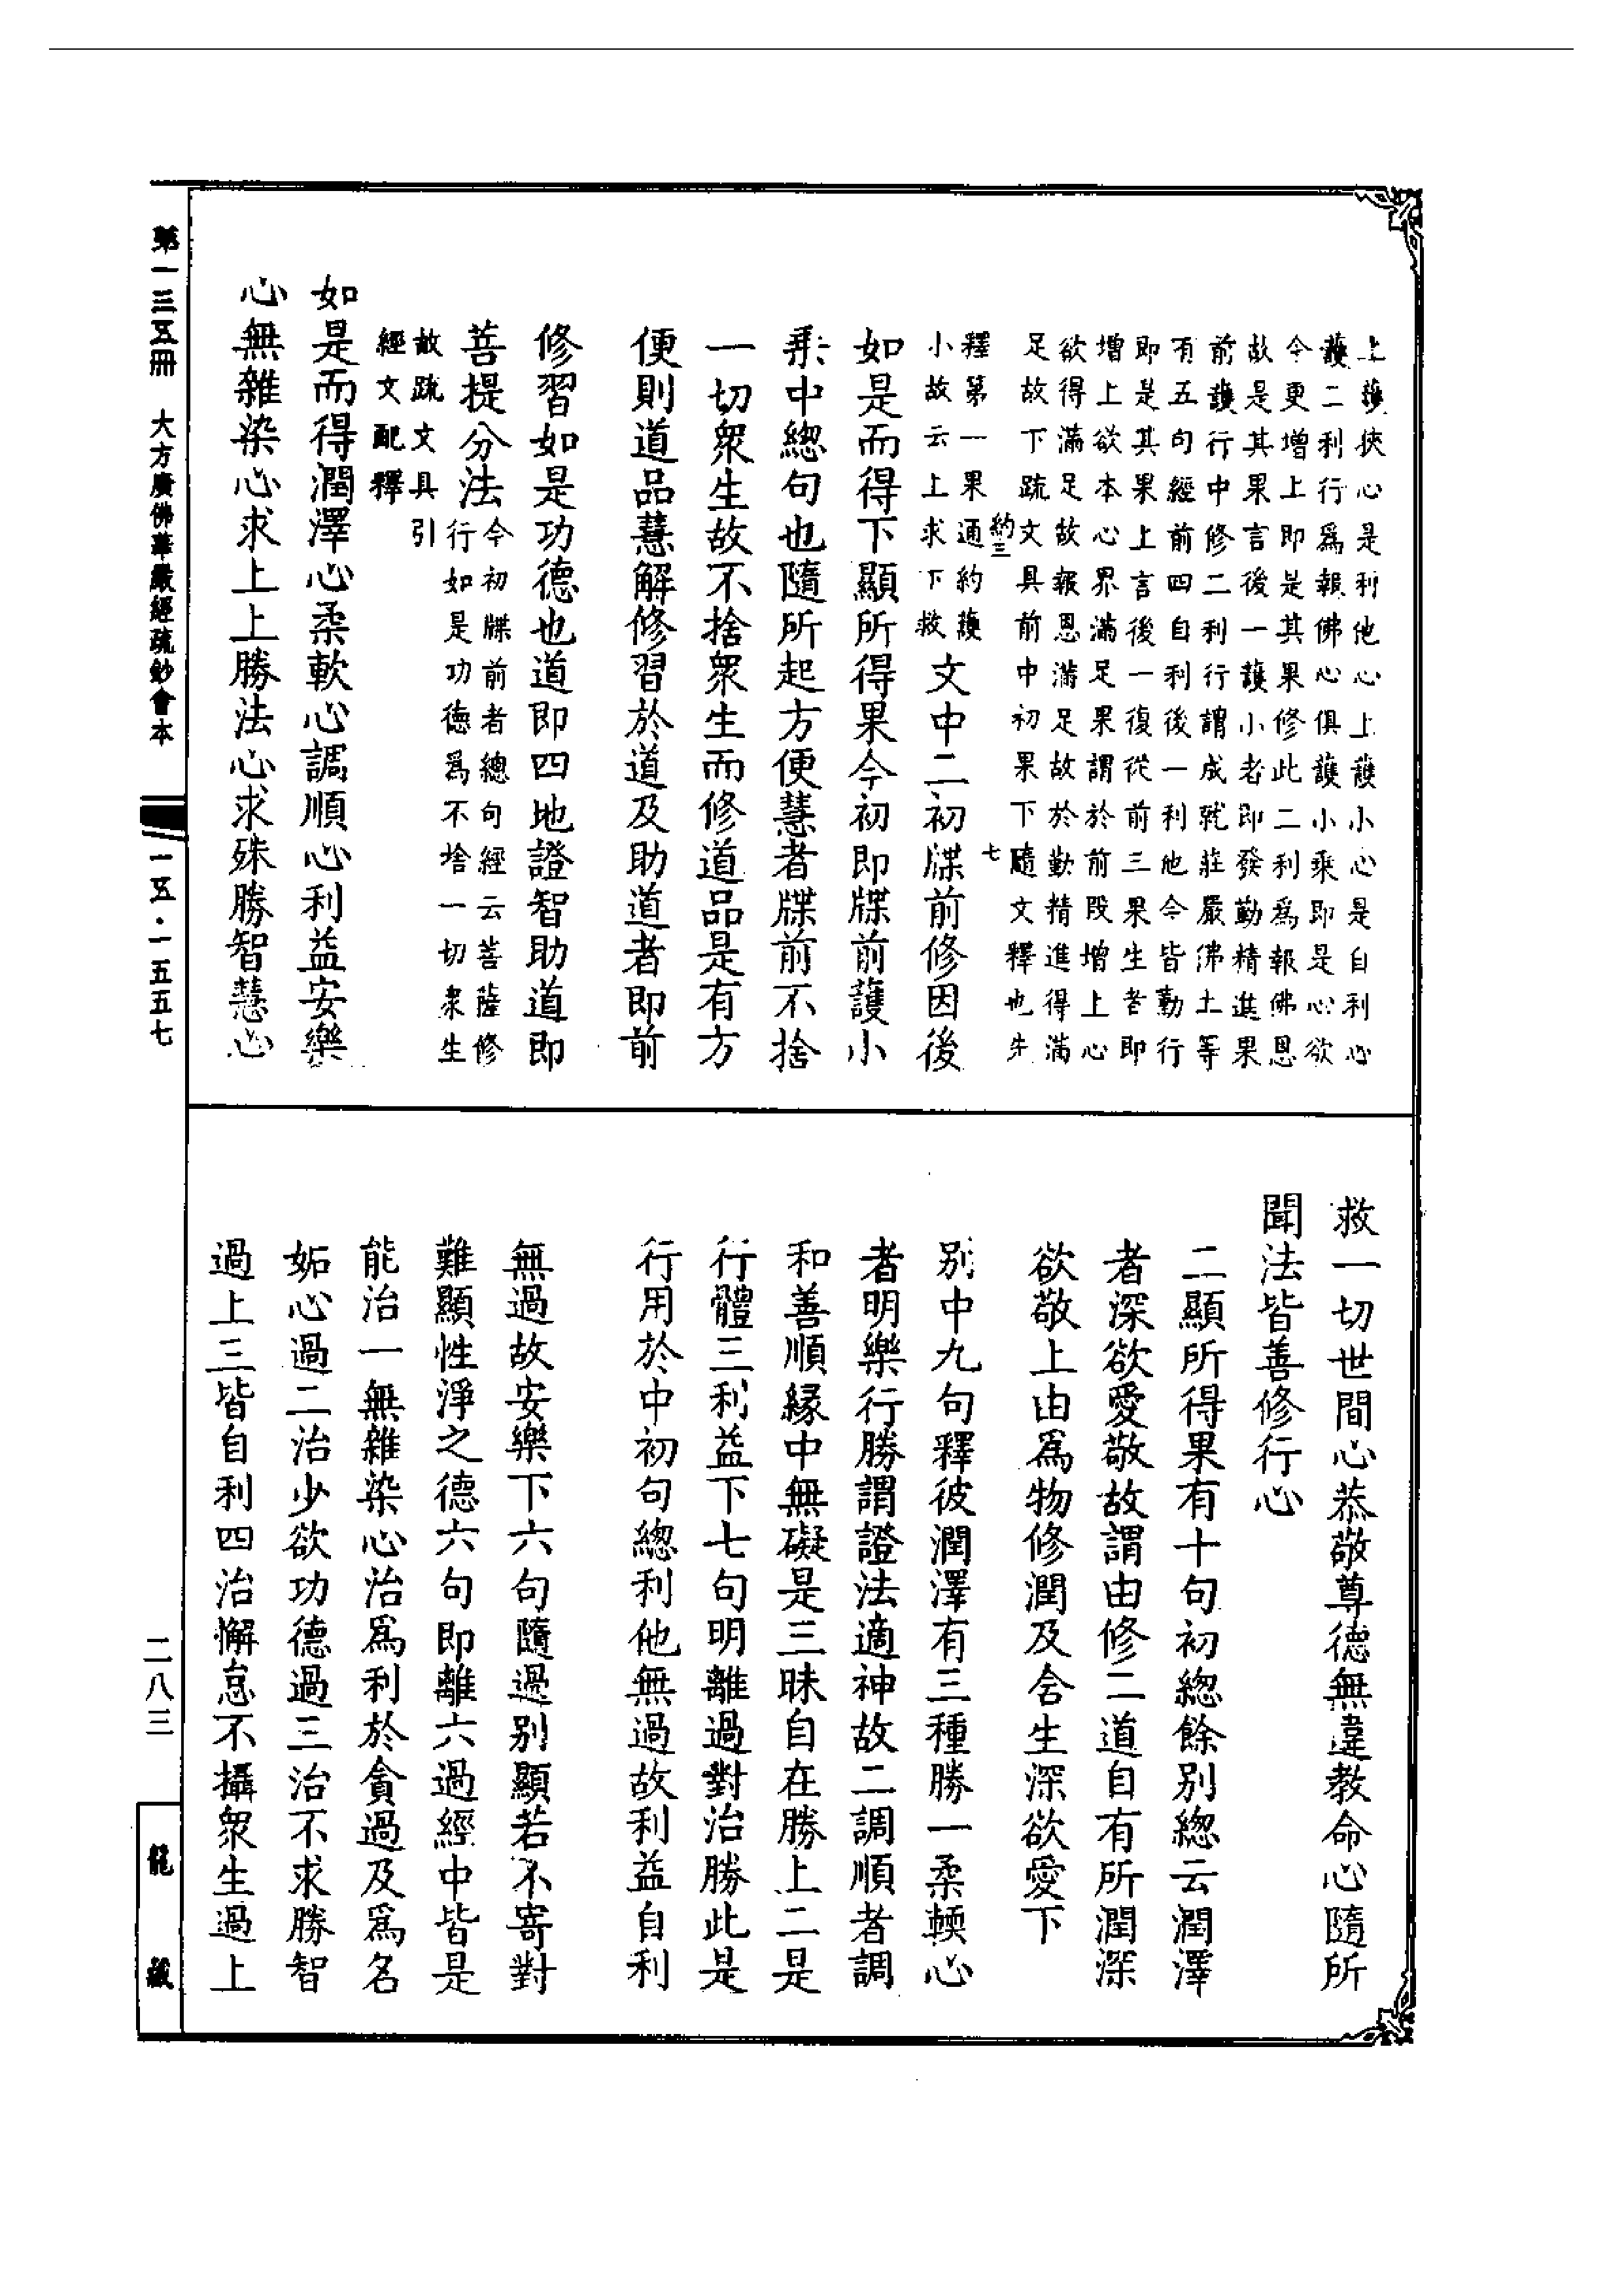 上護狹心是利他心上護小心是自利心
護二利行爲報佛心俱護小乘即是心欲
今更增上即是其果修此二利爲報佛恩
故是其果言後一護小者即發勤精進果
前護行中修二利行謂成就莊嚴佛土等
有五句經前四自利後一利他今皆勤行
即是其果上言後一復從前三果生者即
增上欲本心界滿足果謂於前段增上心
欲得滿足故報恩滿足故於勤精進得滿
足故下疏文具前中初果下隨文釋也先
約三
七
釋第一果通約護
小故云上求下救
文中二初牒前修因後
如是而得下顯所得果今初即牒前護小
乘中總句也隨所起方便慧者牒前不捨
一切衆生故不捨衆生而修道品是有方
便則道品慧解修習於道及助道者即前
修習如是功德也道即四地證智助道即
菩提分法
今初牒前者總句經云菩薩修
行如是功德爲不捨一切衆生
故疏文具引
經文配釋
如是而得潤澤心柔軟心調順心利益安樂
心無雜染心求上上勝法心求殊勝智慧心
救一切世間心恭敬尊德無違教命心隨所
聞法皆善修行心
二顯所得果有十句初總餘別總云潤澤
者深欲愛敬故謂由修二道自有所潤深
欲敬上由爲物修潤及含生深欲愛下
別中九句釋彼潤澤有三種勝一柔輭心
者明樂行勝謂證法適神故二調順者調
和善順緣中無礙是三昧自在勝上二是
行體三利益下七句明離過對治勝此是
行用於中初句總利他無過故利益自利
無過故安樂下六句隨過別顯若不寄對
難顯性淨之德六句即離六過經中皆是
能治一無雜染心治爲利於貪過及爲名
妬心過二治少欲功德過三治不求勝智
過上三皆自利四治懈怠不攝衆生過上
第一三五冊 大方廣佛華嚴經疏鈔會本
一五·一五五七
二八三
龍藏